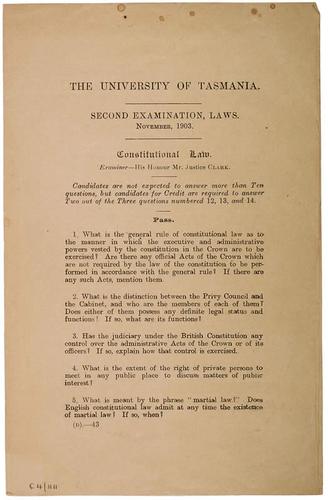 THE UNIVERSITY OF TASMANIA.
SECOND EXAMINATION, LAWS.
NOVEMBER, 1903.
Constitutional Law.
Examiner—His Honour Mr. Justice CLARK.
Candidates are not expected to answer more than Ten
questions, but candidates for Credit are required to answer
Two out of the Three questions numbered 12, 13, and 14.
Pass.
1. What is the general rule of constitutional law as to
the manner in which the executive and administrative
powers vested by the constitution in the Crown are to be
exercised? Are there any official Acts of the Crown which
are not required by the law of the constitution to be per-
formed in accordance with the general rule? If there are
any such Acts, mention them.
2. What is the distinction between the Privy Council and
the Cabinet, and who are the members of each of them?
Does either of them possess any definite legal status and
functions? If so, what are its functions?
3. Has the judiciary under the British Constitution any
control over the administrative Acts of the Crown or of its
officers? If so, explain how that control is exercised.
4. What is the extent of the right of private persons to
meet in any public place to discuss matters of public
interest?
5. What is meant by the phrase "martial law?" Does
English constitutional law admit at any time the existence
of martial law? If so, when?
(D).—43